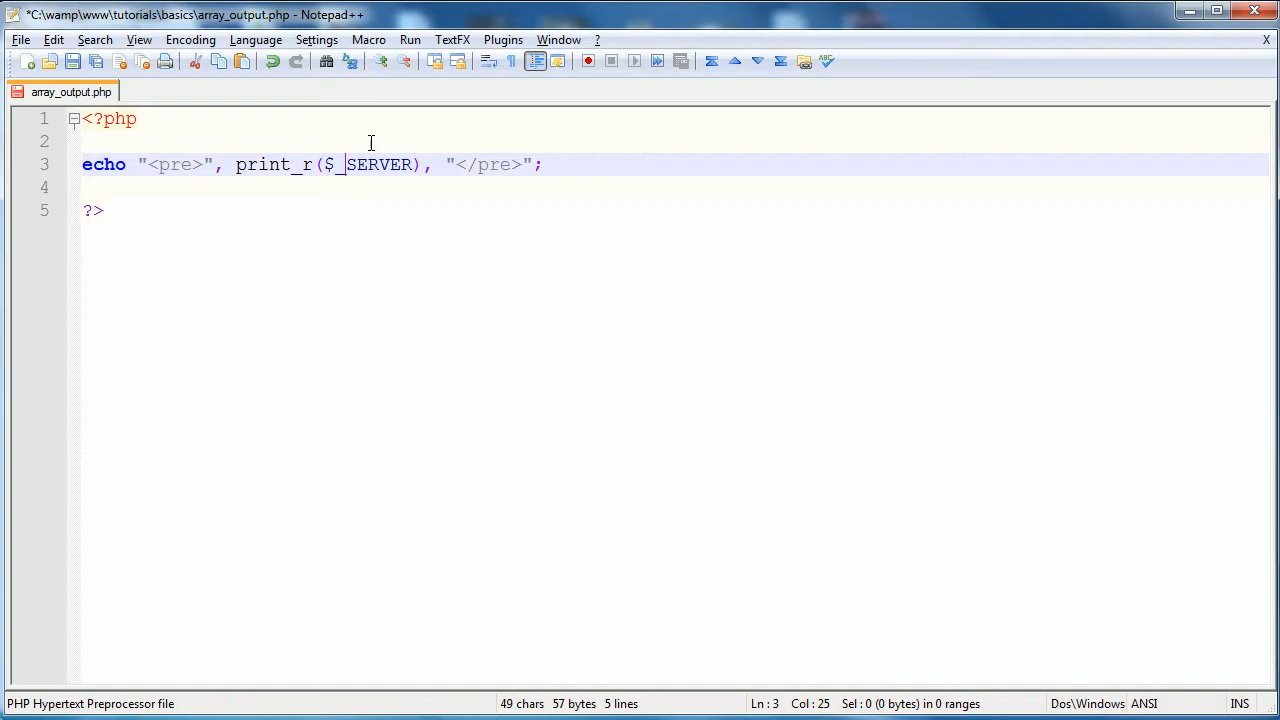 *C:\wamp\www\tutorials\basics\array_output.php - Notepad++
File Edit Search View Encoding Language Settings Macro Run TextFX Plugins Window ? X
array_output.php
1 <?php
2
3 echo "<pre>", print_r($_SERVER), "</pre>";
4
5 ?>
PHP Hypertext Preprocessor file 49 chars 57 bytes 5 lines Ln : 3 Col : 25 Sel : 0 (0 bytes) in 0 ranges Dos\Windows ANSI INS